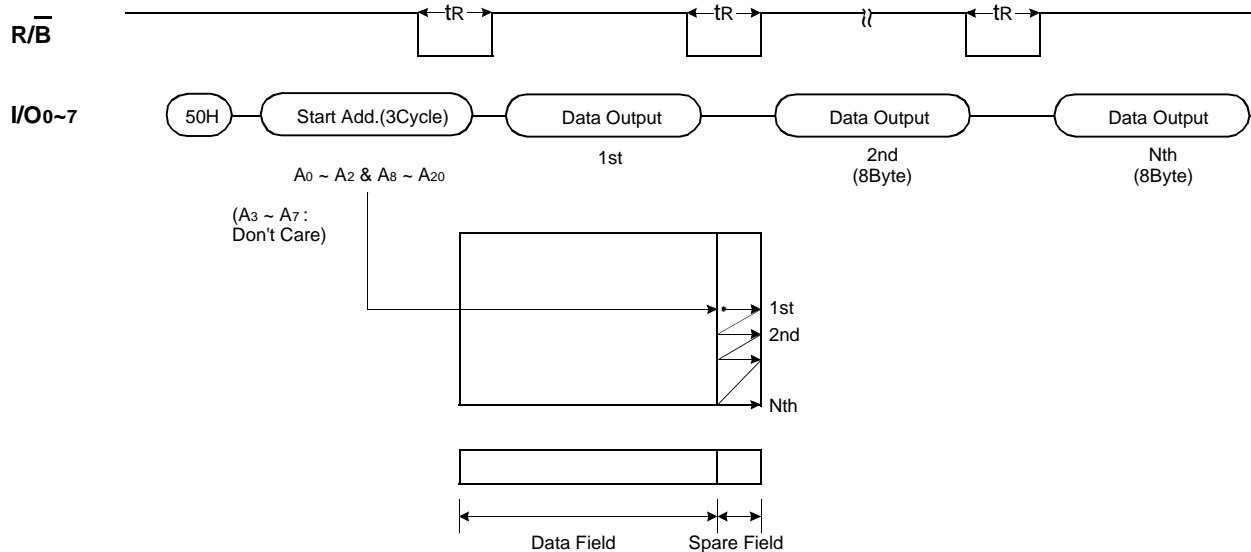 tR tR tR
R/B̅
I/O0~7 50H Start Add.(3Cycle) Data Output Data Output Data Output
1st 2nd Nth
(8Byte) (8Byte)
A0 ~ A2 & A8 ~ A20
(A3 ~ A7 :
Don't Care)
1st
2nd
Nth
Data Field Spare Field